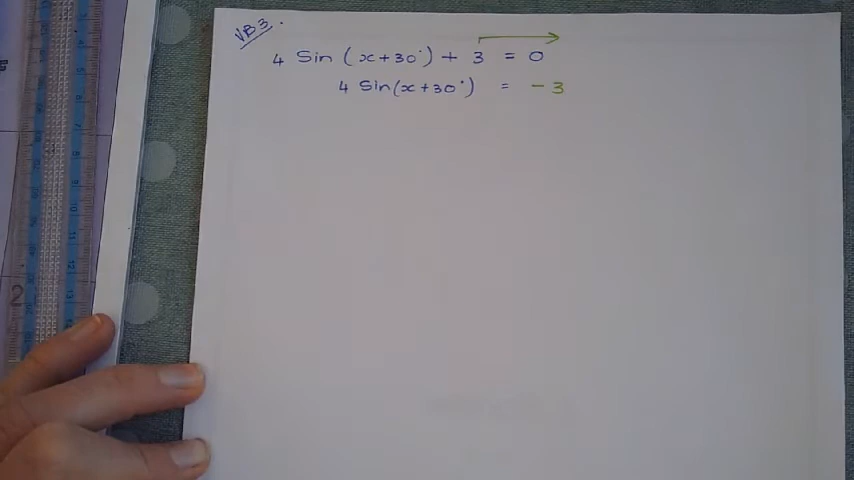 VB3.
4 Sin (x+30°) + 3 = 0
4 Sin(x+30°) = -3